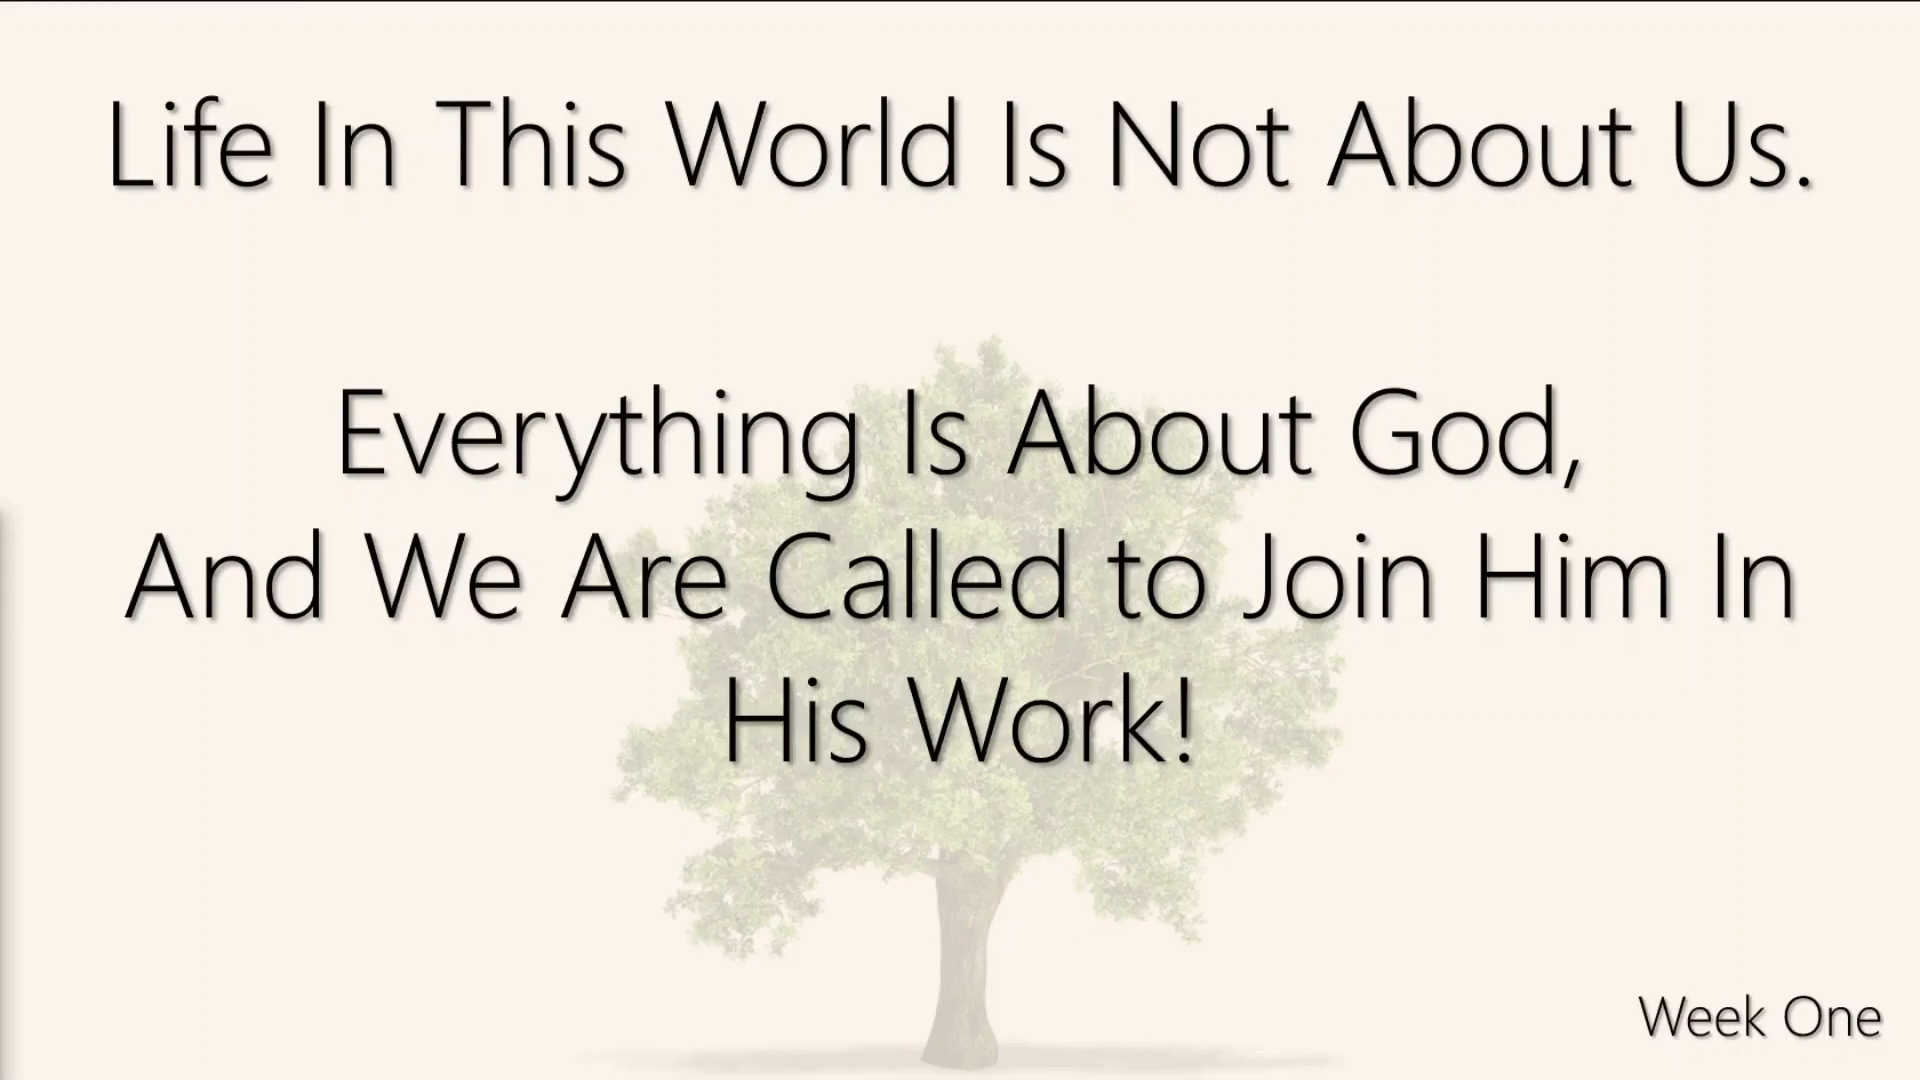 Life In This World Is Not About Us.
Everything Is About God,
And We Are Called to Join Him In
His Work!
Week One